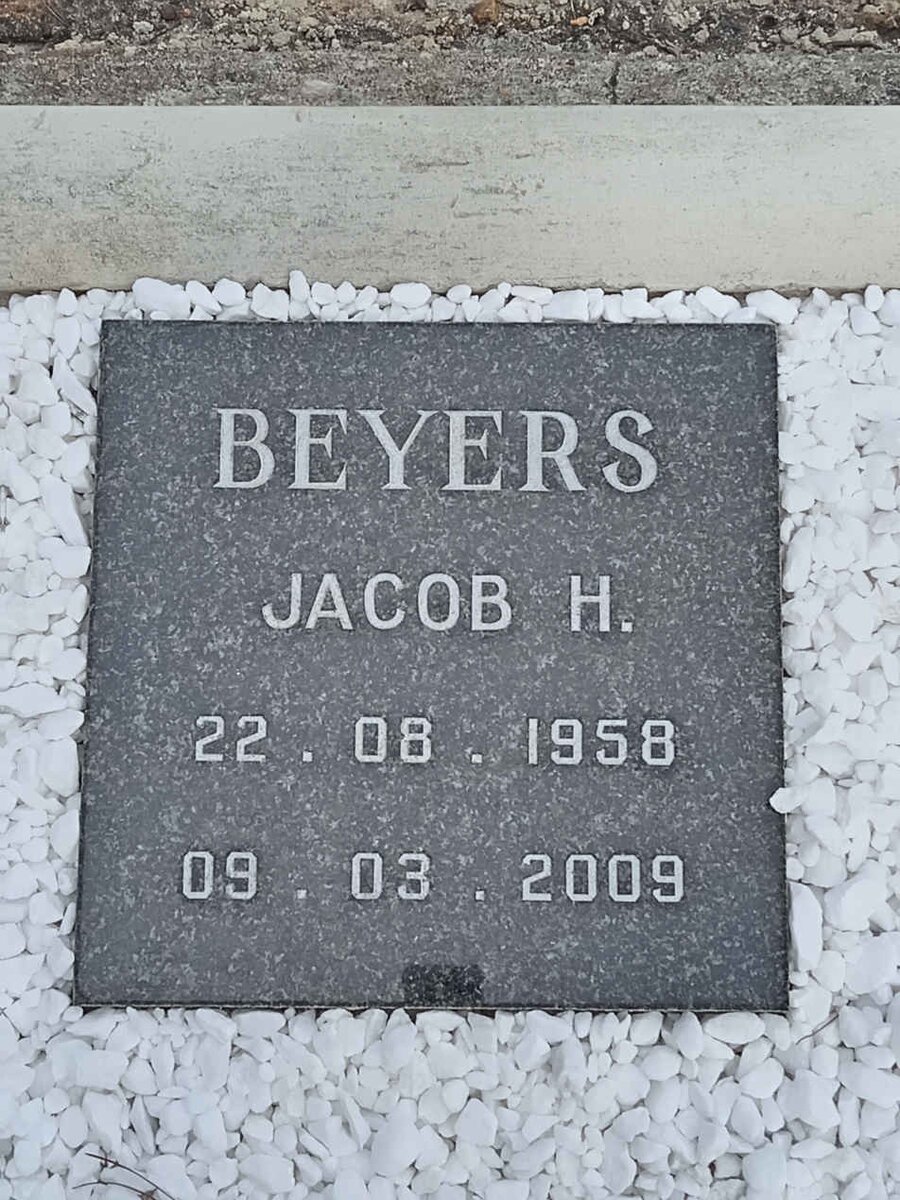 BEYERS
JACOB H.
22 . 08 . 1958
09 . 03 . 2009